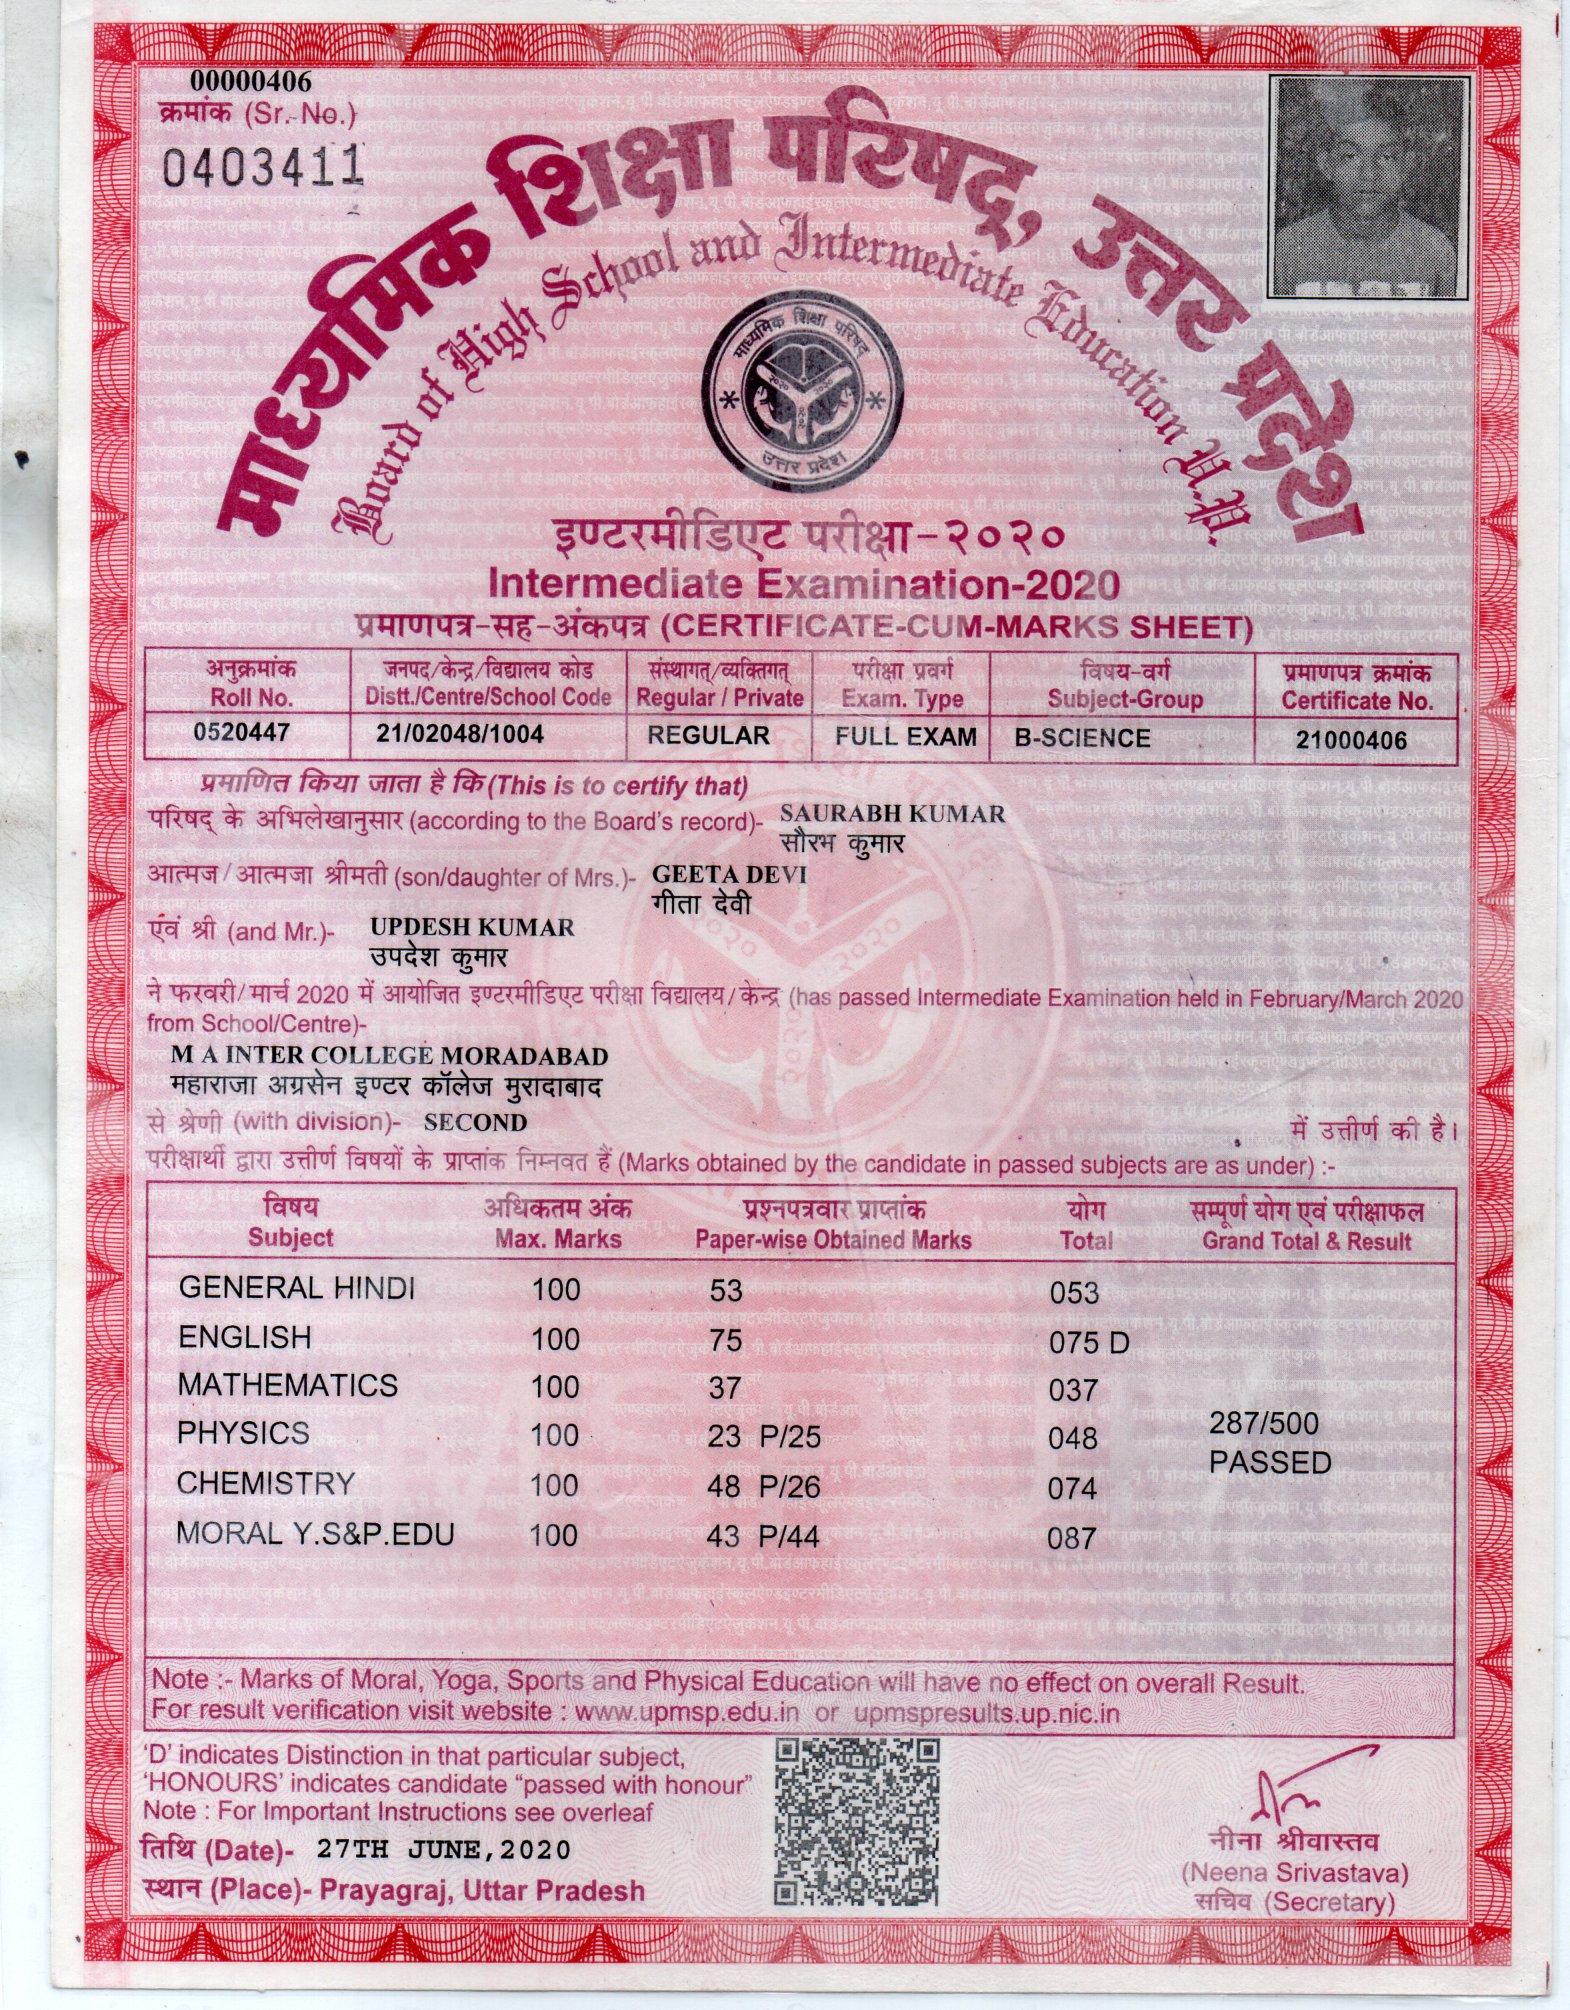 00000406
क्रमांक (Sr. No.)
0403411
माध्यमिक शिक्षा परिषद्, उत्तर प्रदेश
Board of High School and Intermediate Education U.P.
माध्यमिक शिक्षा परिषद
उत्तर प्रदेश
इण्टरमीडिएट परीक्षा-२०२०
Intermediate Examination-2020
प्रमाणपत्र-सह-अंकपत्र (CERTIFICATE-CUM-MARKS SHEET)
अनुक्रमांक जनपद/केन्द्र/विद्यालय कोड संस्थागत्/व्यक्तिगत् परीक्षा प्रवर्ग विषय-वर्ग प्रमाणपत्र क्रमांक
Roll No. Distt./Centre/School Code Regular / Private Exam. Type Subject-Group Certificate No.
0520447 21/02048/1004 REGULAR FULL EXAM B-SCIENCE 21000406
प्रमाणित किया जाता है कि (This is to certify that)
परिषद् के अभिलेखानुसार (according to the Board's record)- SAURABH KUMAR
सौरभ कुमार
आत्मज/आत्मजा श्रीमती (son/daughter of Mrs.)- GEETA DEVI
गीता देवी
एवं श्री (and Mr.)- UPDESH KUMAR
उपदेश कुमार
ने फरवरी/मार्च 2020 में आयोजित इण्टरमीडिएट परीक्षा विद्यालय/केन्द्र (has passed Intermediate Examination held in February/March 2020
from School/Centre)-
M A INTER COLLEGE MORADABAD
महाराजा अग्रसेन इण्टर कॉलेज मुरादाबाद
से श्रेणी (with division)- SECOND में उत्तीर्ण की है।
परीक्षार्थी द्वारा उत्तीर्ण विषयों के प्राप्तांक निम्नवत हैं (Marks obtained by the candidate in passed subjects are as under) :-
विषय अधिकतम अंक प्रश्नपत्रवार प्राप्तांक योग सम्पूर्ण योग एवं परीक्षाफल
Subject Max. Marks Paper-wise Obtained Marks Total Grand Total & Result
GENERAL HINDI 100 53 053
ENGLISH 100 75 075 D
MATHEMATICS 100 37 037
PHYSICS 100 23 P/25 048 287/500
PASSED
CHEMISTRY 100 48 P/26 074
MORAL Y.S&P.EDU 100 43 P/44 087
Note :- Marks of Moral, Yoga, Sports and Physical Education will have no effect on overall Result.
For result verification visit website : www.upmsp.edu.in or upmspresults.up.nic.in
'D' indicates Distinction in that particular subject,
'HONOURS' indicates candidate "passed with honour"
Note : For Important Instructions see overleaf
तिथि (Date)- 27TH JUNE,2020
स्थान (Place)- Prayagraj, Uttar Pradesh
नीना श्रीवास्तव
(Neena Srivastava)
सचिव (Secretary)